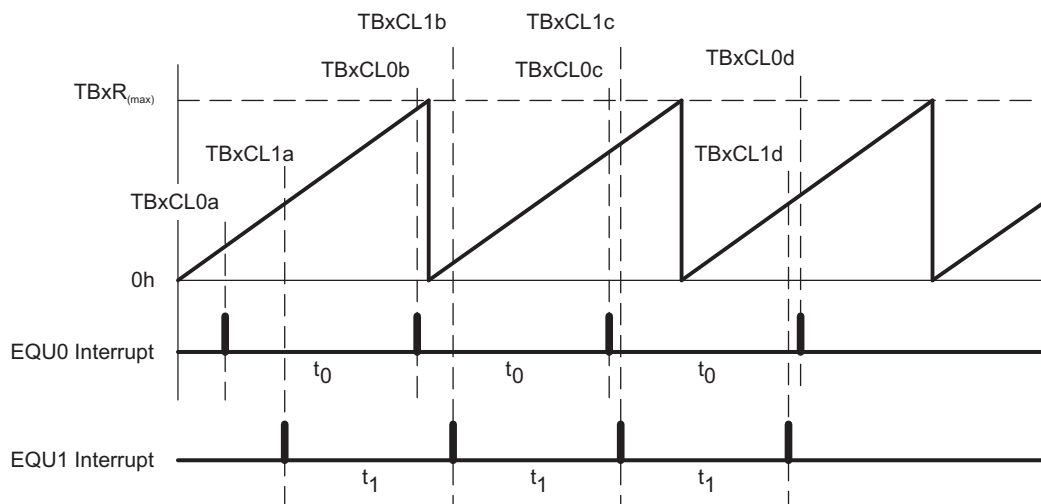 TBxCL1b TBxCL1c
TBxCL0b TBxCL0c TBxCL0d
TBxR(max)
TBxCL1a TBxCL1d
TBxCL0a
0h
EQU0 Interrupt
t0 t0 t0
EQU1 Interrupt
t1 t1 t1